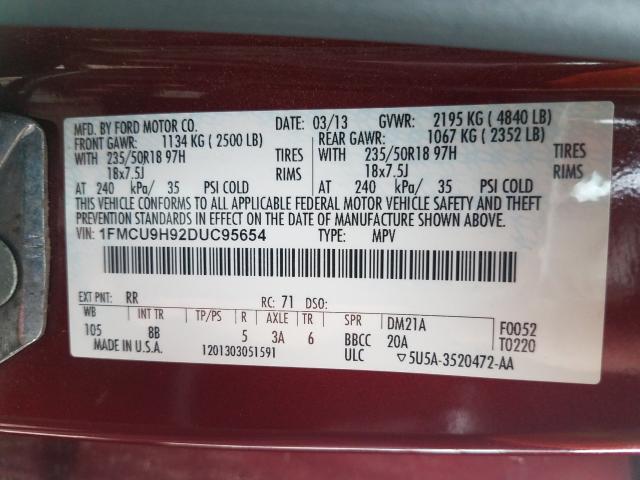 MFD. BY FORD MOTOR CO. DATE: 03/13 GVWR: 2195 KG ( 4840 LB)
FRONT GAWR: 1134 KG ( 2500 LB) REAR GAWR: 1067 KG ( 2352 LB)
WITH 235/50R18 97H TIRES WITH 235/50R18 97H TIRES
18x7.5J RIMS 18x7.5J RIMS
AT 240 kPa/ 35 PSI COLD AT 240 kPa/ 35 PSI COLD
THIS VEHICLE CONFORMS TO ALL APPLICABLE FEDERAL MOTOR VEHICLE SAFETY AND THEFT
PREVENTION STANDARDS IN EFFECT ON THE DATE OF MANUFACTURE SHOWN ABOVE.
VIN: 1FMCU9H92DUC95654 TYPE: MPV
EXT PNT: RR RC: 71 DSO:
WB INT TR TP/PS R AXLE TR SPR DM21A F0052
105 8B 5 3A 6 BBCC 20A T0220
MADE IN U.S.A. 1201303051591 ULC ▽5U5A-3520472-AA